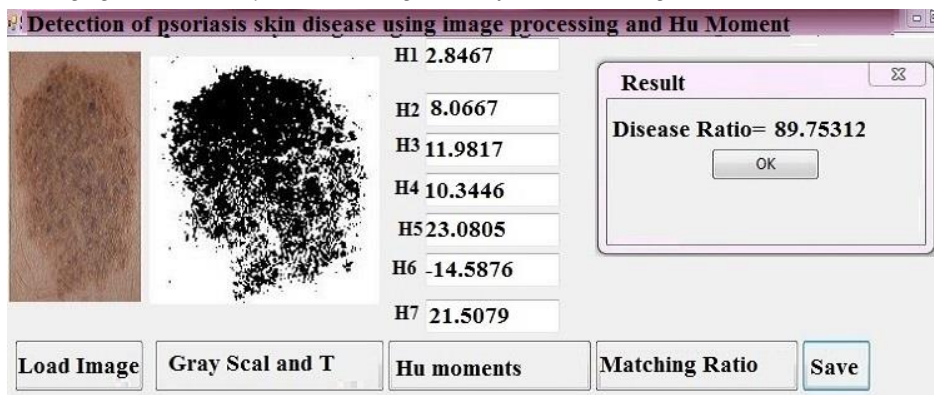 Detection of psoriasis skin disease using image processing and Hu Moment
H1 2.8467
H2 8.0667
H3 11.9817
H4 10.3446
H5 23.0805
H6 -14.5876
H7 21.5079
Result
Disease Ratio= 89.75312
OK
Load Image
Gray Scal and T
Hu moments
Matching Ratio
Save